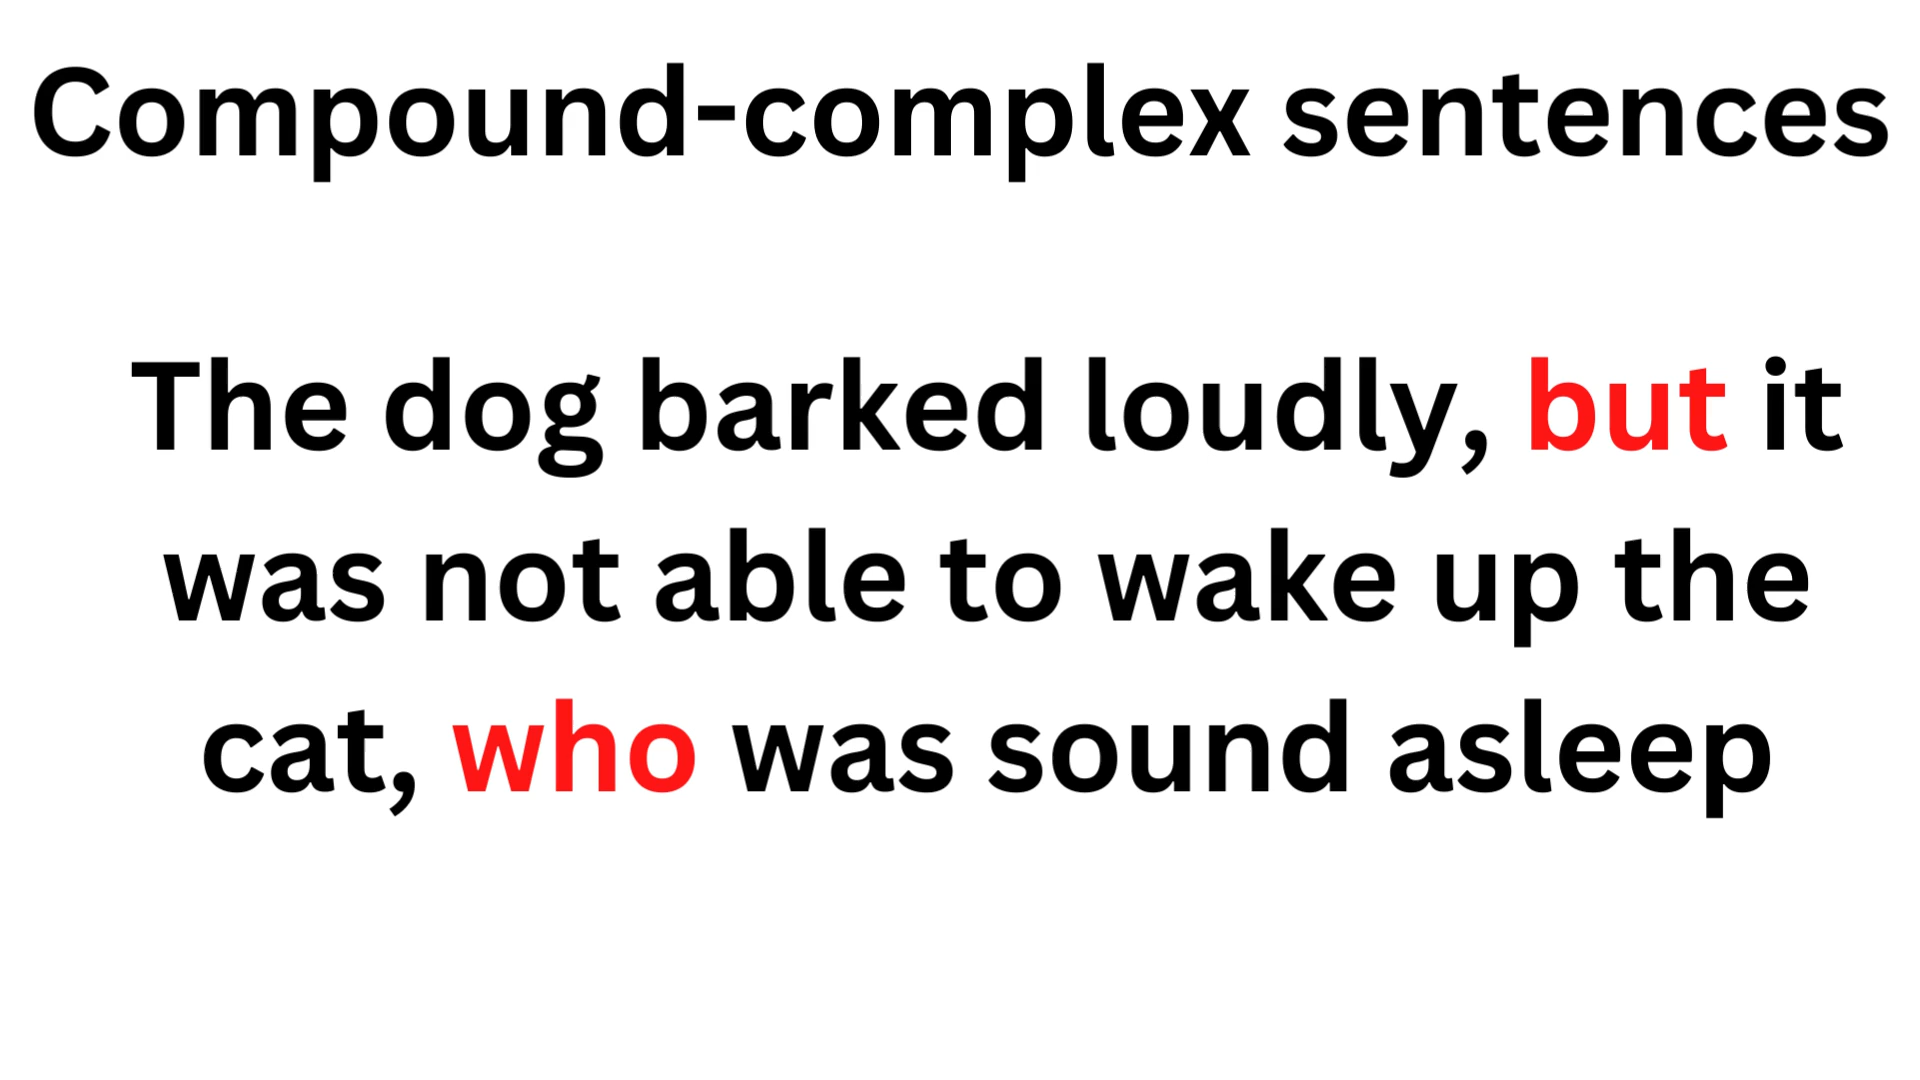 Compound-complex sentences
The dog barked loudly, but it
was not able to wake up the
cat, who was sound asleep